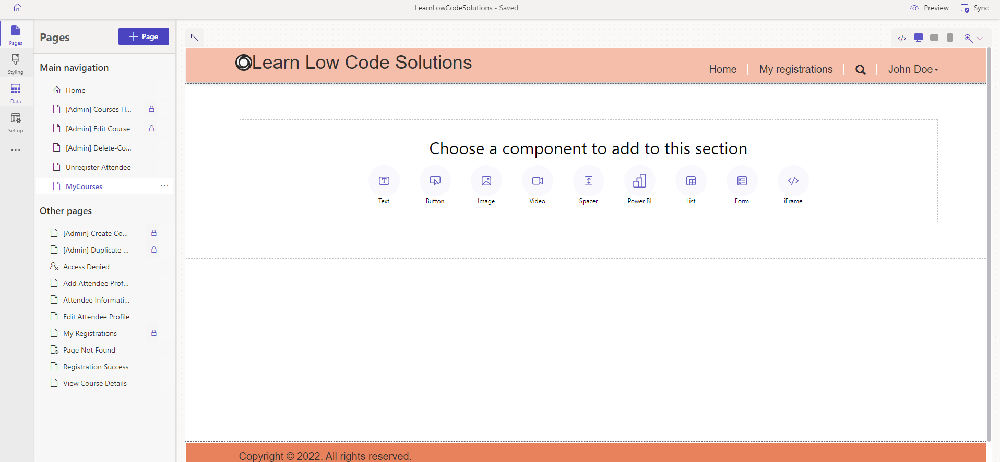 LearnLowCodeSolutions - Saved
Preview
Sync
Pages
Styling
Data
Set up
Pages
Page
Main navigation
Home
[Admin] Courses H...
[Admin] Edit Course
[Admin] Delete-Co...
Unregister Attendee
MyCourses
Other pages
[Admin] Create Co...
[Admin] Duplicate ...
Access Denied
Add Attendee Prof...
Attendee Informati...
Edit Attendee Profile
My Registrations
Page Not Found
Registration Success
View Course Details
Learn Low Code Solutions
Home
My registrations
John Doe
Choose a component to add to this section
Text
Button
Image
Video
Spacer
Power BI
List
Form
iFrame
Copyright © 2022. All rights reserved.